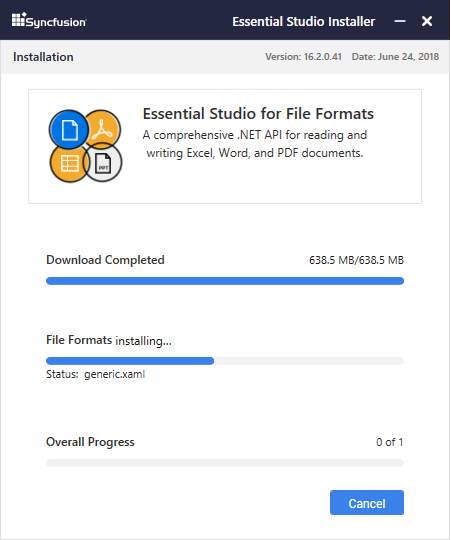 Syncfusion® Essential Studio Installer
Installation Version: 16.2.0.41 Date: June 24, 2018
Essential Studio for File Formats
A comprehensive .NET API for reading and
writing Excel, Word, and PDF documents.
PPT
Download Completed 638.5 MB/638.5 MB
File Formats installing...
Status: generic.xaml
Overall Progress 0 of 1
Cancel